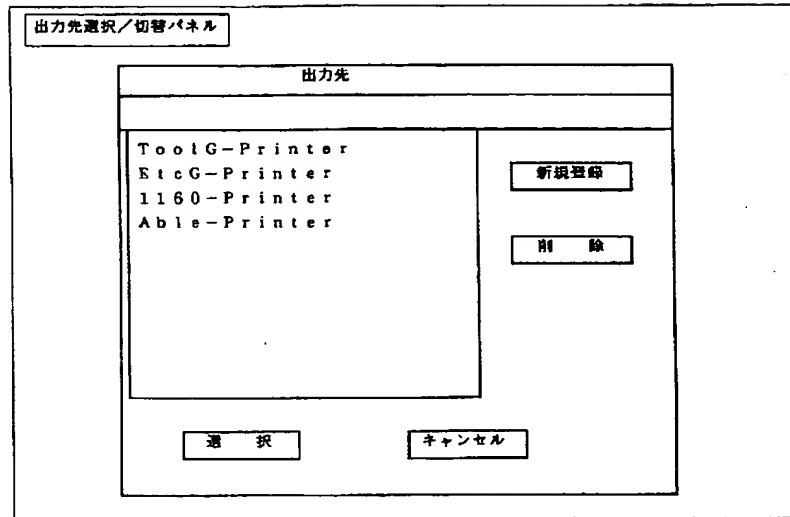 出力先選択／切替パネル
出力先
ToolG-Printer
EtcG-Printer
1160-Printer
Able-Printer
新規登録
削 除
選 択
キャンセル